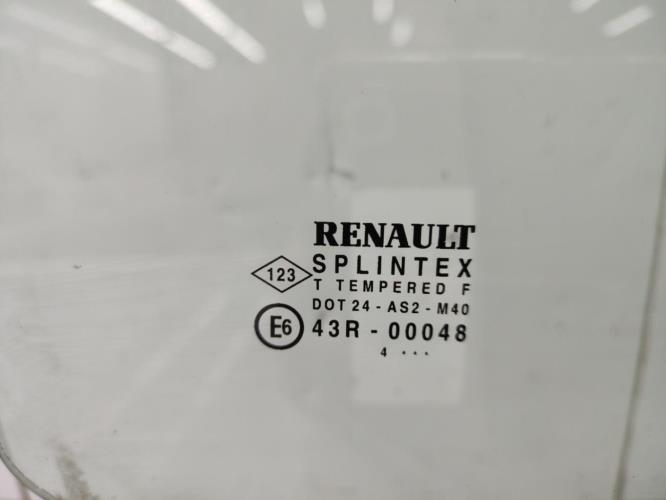 RENAULT
123 SPLINTEX
T TEMPERED F
DOT 24 - AS2 - M40
E6 43R - 00048
4 ...